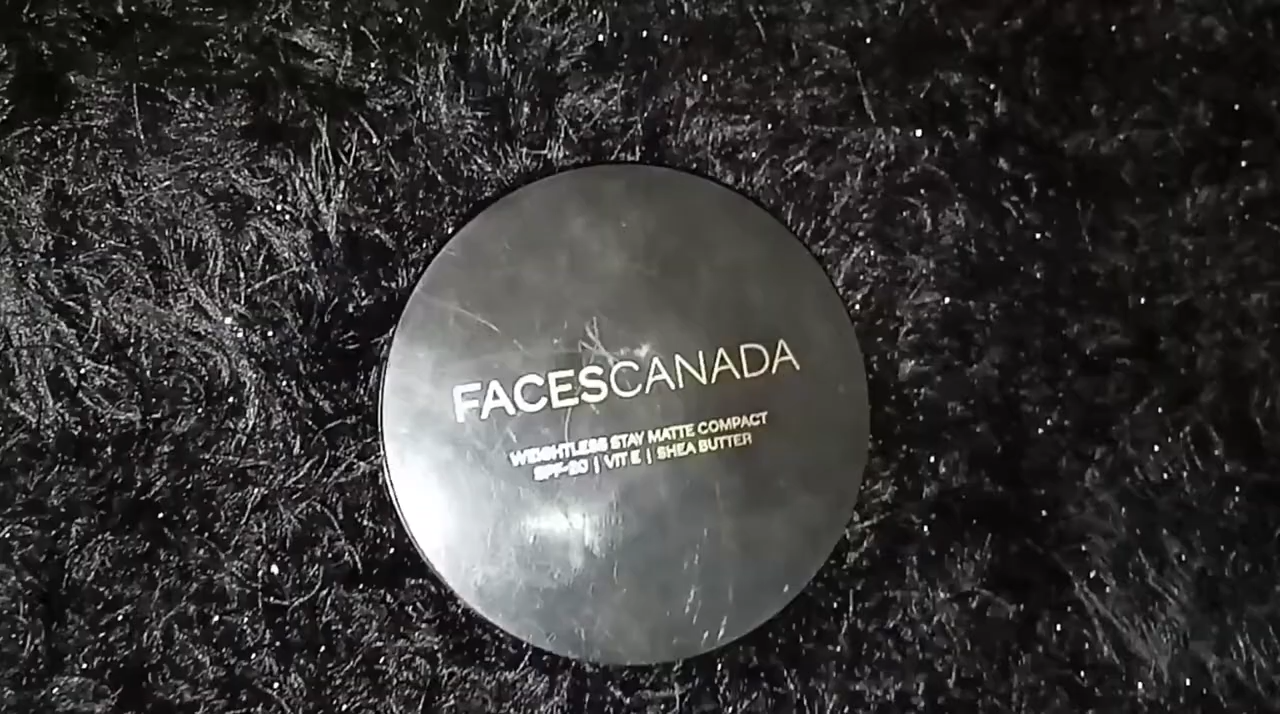 FACESCANADA
WEIGHTLESS STAY MATTE COMPACT
SPF-20 | VIT E | SHEA BUTTER